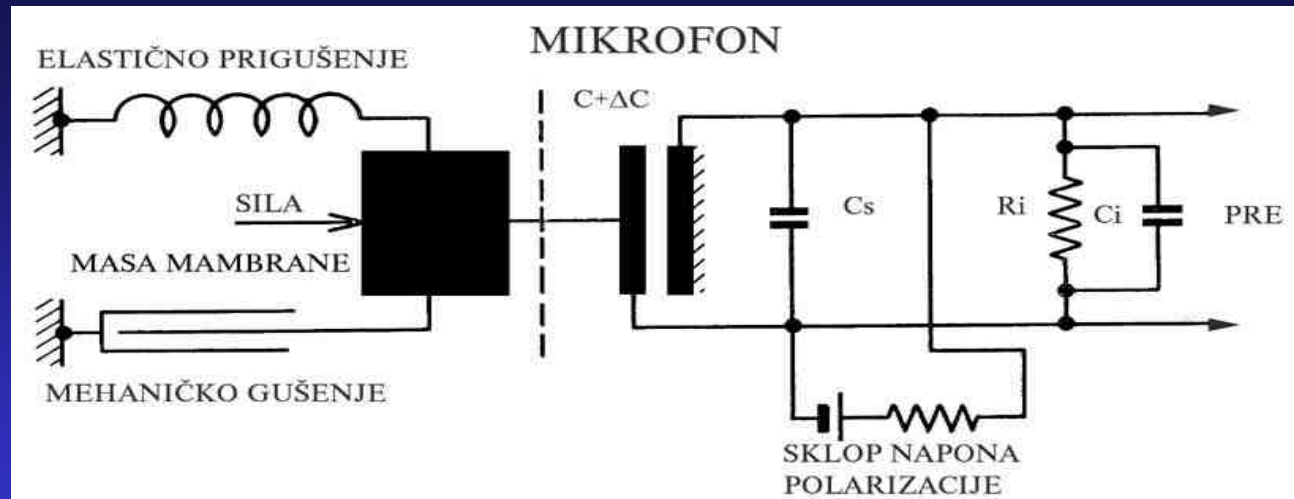 MIKROFON
ELASTIČNO PRIGUŠENJE
C+ΔC
SILA
Cs
Ri
Ci
PRE
MASA MAMBRANE
MEHANIČKO GUŠENJE
SKLOP NAPONA
POLARIZACIJE